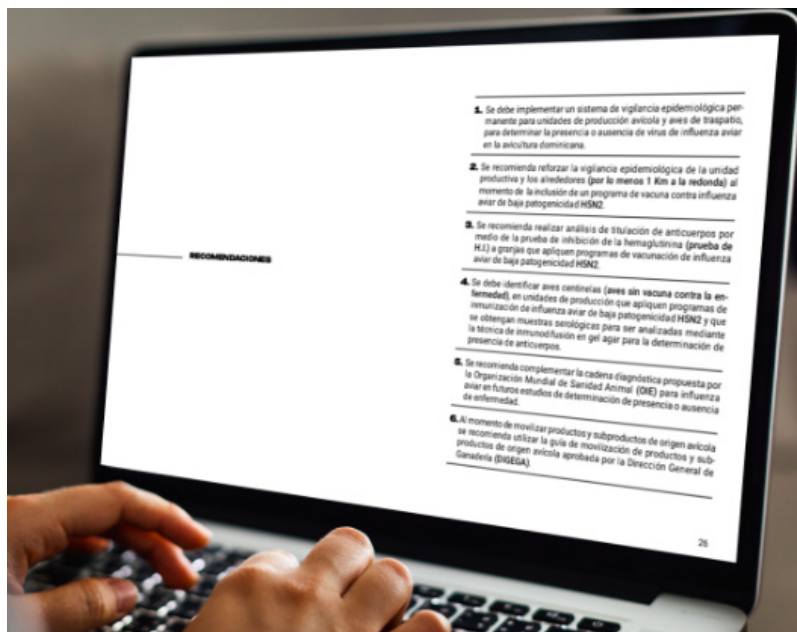 RECOMENDACIONES
1. Se debe implementar un sistema de vigilancia epidemiológica per-
manente para unidades de producción avícola y aves de traspatio,
para determinar la presencia o ausencia de virus de influenza aviar
en la avicultura dominicana.
2. Se recomienda reforzar la vigilancia epidemiológica de la unidad
productiva y los alrededores (por lo menos 1 Km a la redonda) al
momento de la inclusión de un programa de vacuna contra influenza
aviar de baja patogenicidad H5N2.
3. Se recomienda realizar análisis de titulación de anticuerpos por
medio de la prueba de inhibición de la hemaglutinina (prueba de
H.I.) a granjas que apliquen programas de vacunación de influenza
aviar de baja patogenicidad H5N2.
4. Se debe identificar aves centinelas (aves sin vacuna contra la en-
fermedad), en unidades de producción que apliquen programas de
inmunización de influenza aviar de baja patogenicidad H5N2 y que
se obtengan muestras serológicas para ser analizadas mediante
la técnica de inmunodifusión en gel agar para la determinación de
presencia de anticuerpos.
5. Se recomienda complementar la cadena diagnóstica propuesta por
la Organización Mundial de Sanidad Animal (OIE) para influenza
aviar en futuros estudios de determinación de presencia o ausencia
de enfermedad.
6. Al momento de movilizar productos y subproductos de origen avícola
se recomienda utilizar la guía de movilización de productos y sub-
productos de origen avícola aprobada por la Dirección General de
Ganadería (DIGEGA).
26